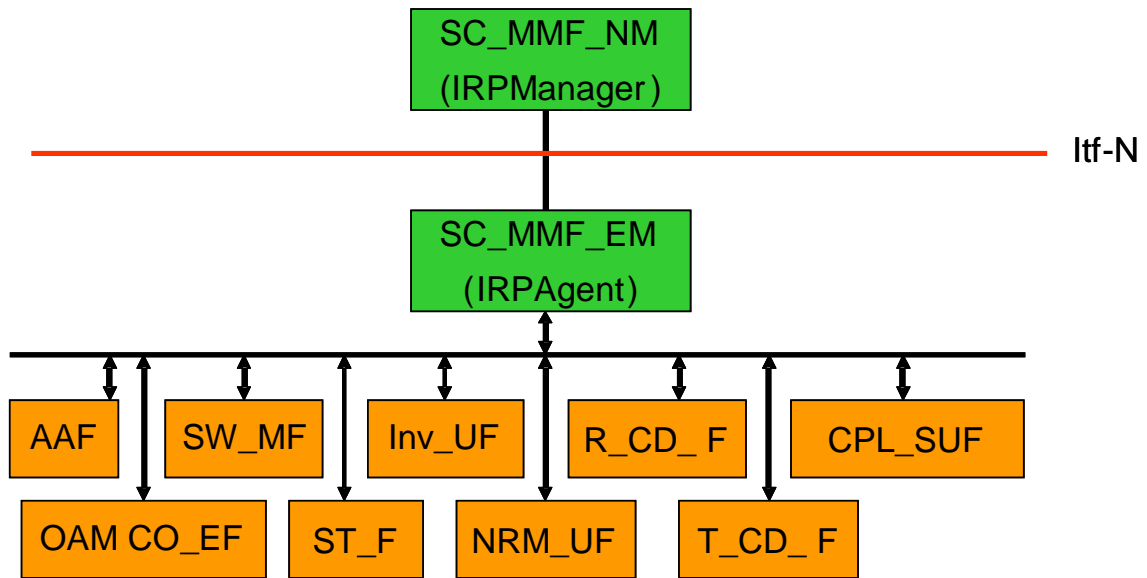 SC_MMF_NM
(IRPManager)
Itf-N
SC_MMF_EM
(IRPAgent)
AAF
SW_MF
Inv_UF
R_CD_ F
CPL_SUF
OAM CO_EF
ST_F
NRM_UF
T_CD_ F